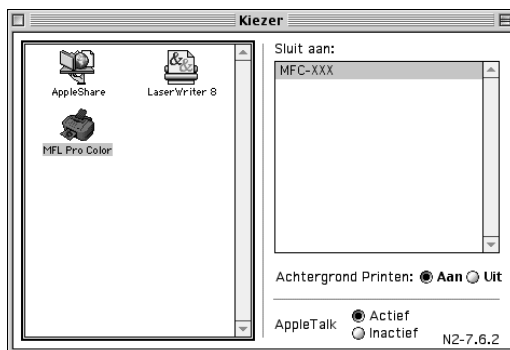 Kiezer
AppleShare
LaserWriter 8
MFL Pro Color
Sluit aan:
MFC-XXX
Achtergrond Printen: Aan Uit
AppleTalk
Actief
Inactief
N2-7.6.2